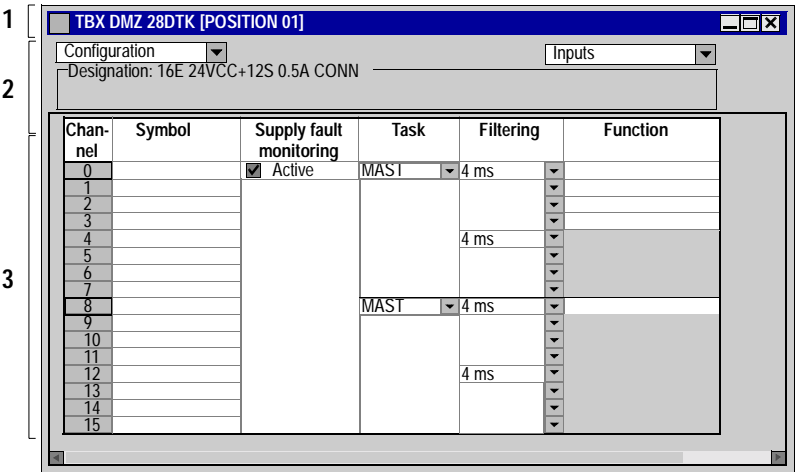 1
TBX DMZ 28DTK [POSITION 01]
2
Configuration Inputs
Designation: 16E 24VCC+12S 0.5A CONN
3
Chan-nel Symbol Supply fault monitoring Task Filtering Function
0 Active MAST 4 ms
1
2
3
4 4 ms
5
6
7
8 MAST 4 ms
9
10
11
12 4 ms
13
14
15